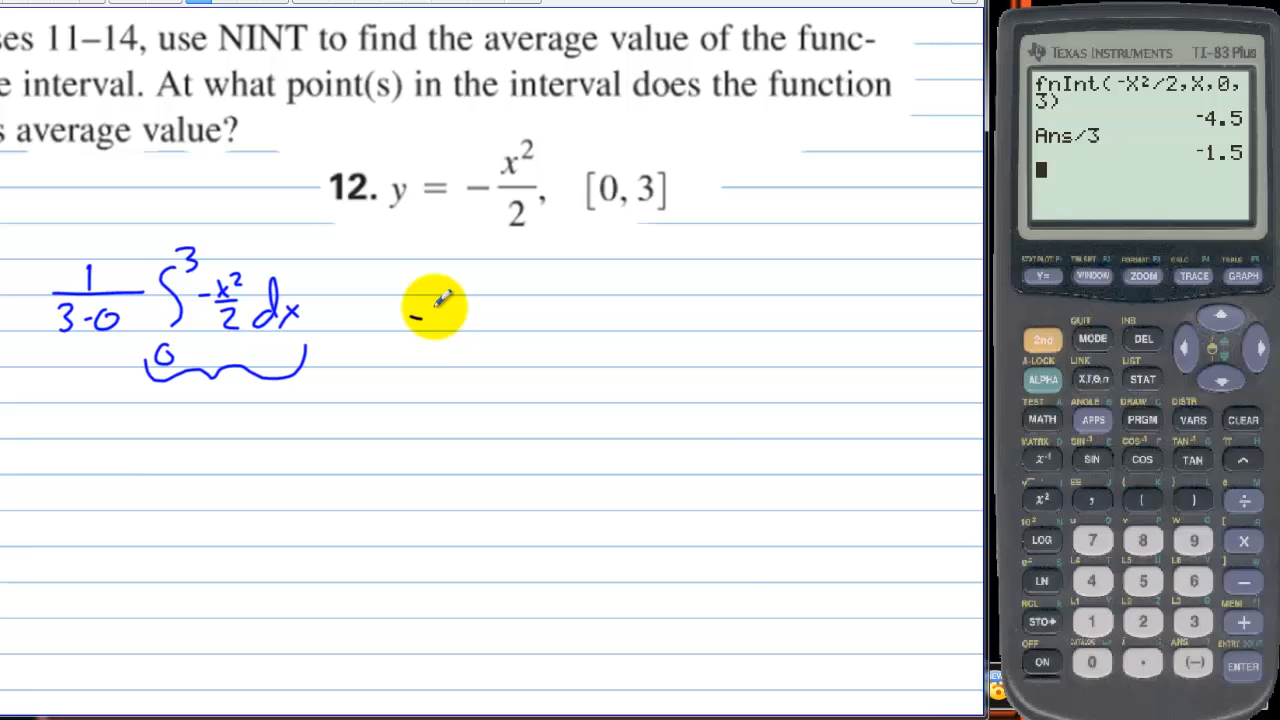 es 11–14, use NINT to find the average value of the func-
e interval. At what point(s) in the interval does the function
s average value?
12. y = −x²/2, [0, 3]
1/(3-0) ∫₀³ -x²/2 dx
-
TEXAS INSTRUMENTS TI-83 Plus
fnInt(-X²/2,X,0,
3)
-4.5
Ans/3
-1.5
STAT PLOT F1 TBLSET F2 FORMAT F3 CALC F4 TABLE F5
Y= WINDOW ZOOM TRACE GRAPH
QUIT INS
2nd MODE DEL
A-LOCK LINK LIST
ALPHA X,T,Θ,n STAT
TEST A ANGLE B DRAW C DISTR
MATH APPS PRGM VARS CLEAR
MATRX D SIN⁻¹ E COS⁻¹ F TAN⁻¹ G π H
x⁻¹ SIN COS TAN ^
x² , ( ) ÷
LOG 7 8 9 X
LN 4 5 6 −
RCL
STO▸ 1 2 3 +
OFF CATALOG ANS ENTRY SOLVE
ON 0 . (−) ENTER